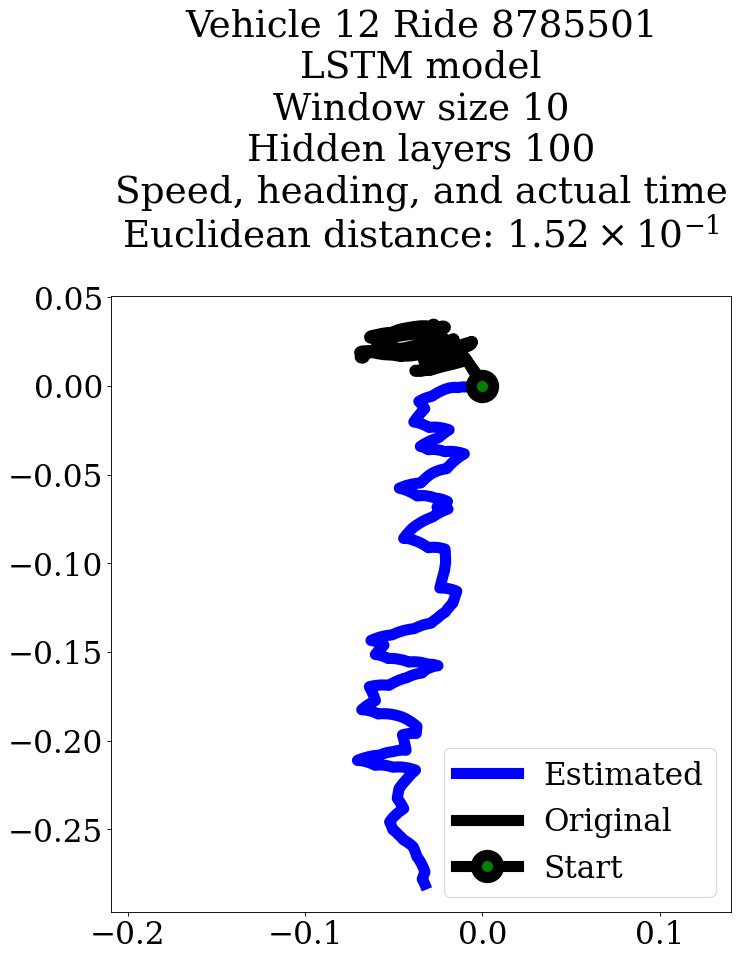 Vehicle 12 Ride 8785501
LSTM model
Window size 10
Hidden layers 100
Speed, heading, and actual time
Euclidean distance: 1.52 × 10⁻¹
0.05
0.00
−0.05
−0.10
−0.15
−0.20
−0.25
Estimated
Original
Start
−0.2 −0.1 0.0 0.1